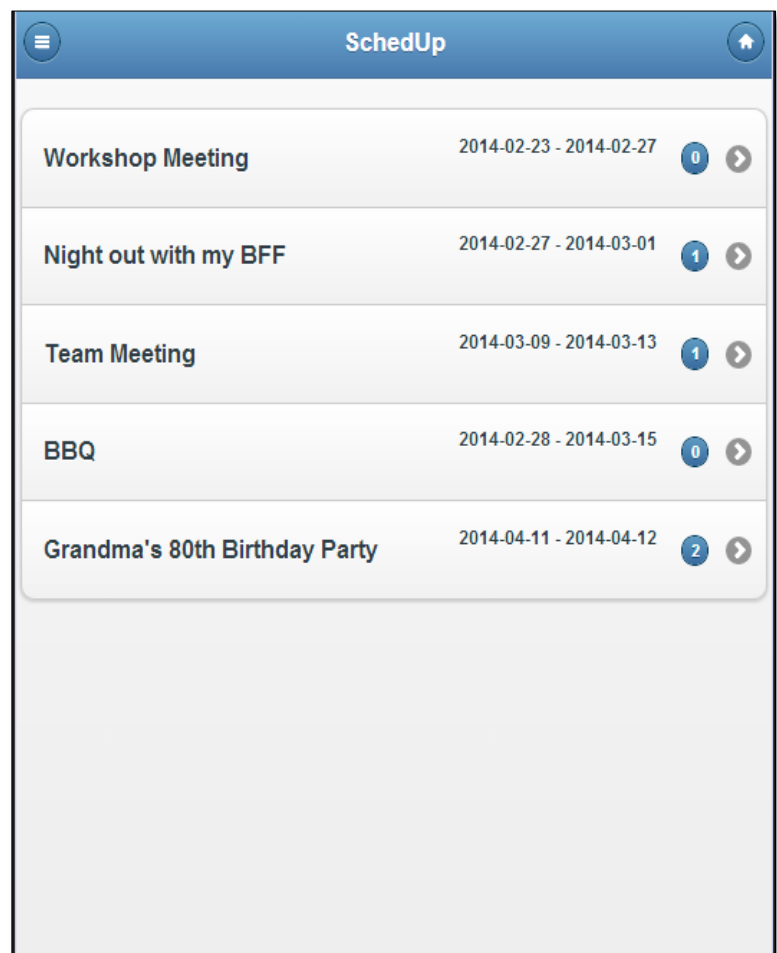 SchedUp
Workshop Meeting 2014-02-23 - 2014-02-27 0
Night out with my BFF 2014-02-27 - 2014-03-01 1
Team Meeting 2014-03-09 - 2014-03-13 1
BBQ 2014-02-28 - 2014-03-15 0
Grandma's 80th Birthday Party 2014-04-11 - 2014-04-12 2